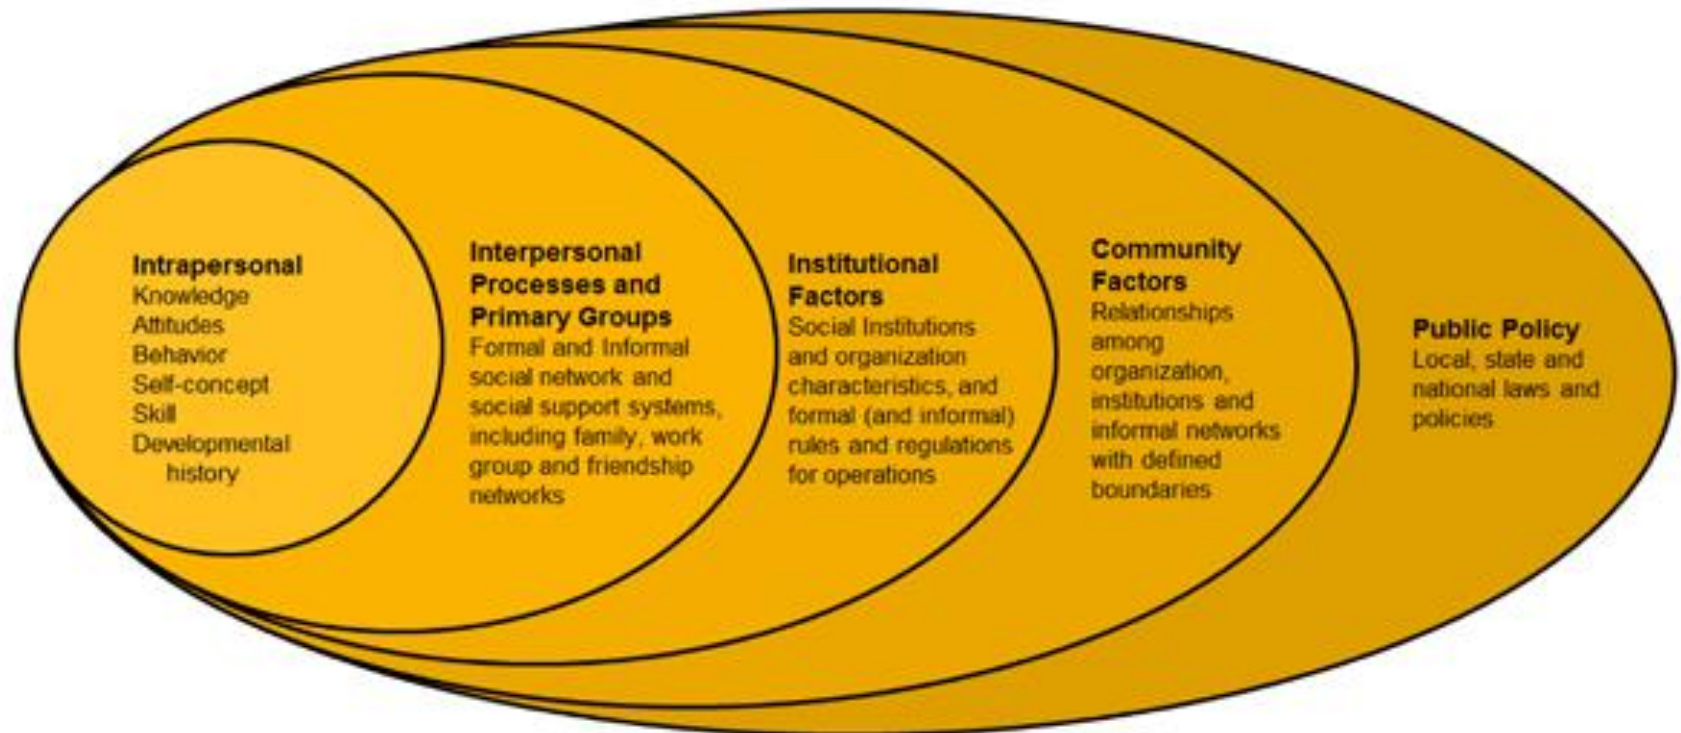 Intrapersonal
Knowledge
Attitudes
Behavior
Self-concept
Skill
Developmental
history
Interpersonal
Processes and
Primary Groups
Formal and Informal
social network and
social support systems,
including family, work
group and friendship
networks
Institutional
Factors
Social Institutions
and organization
characteristics, and
formal (and informal)
rules and regulations
for operations
Community
Factors
Relationships
among
organization,
institutions and
informal networks
with defined
boundaries
Public Policy
Local, state and
national laws and
policies